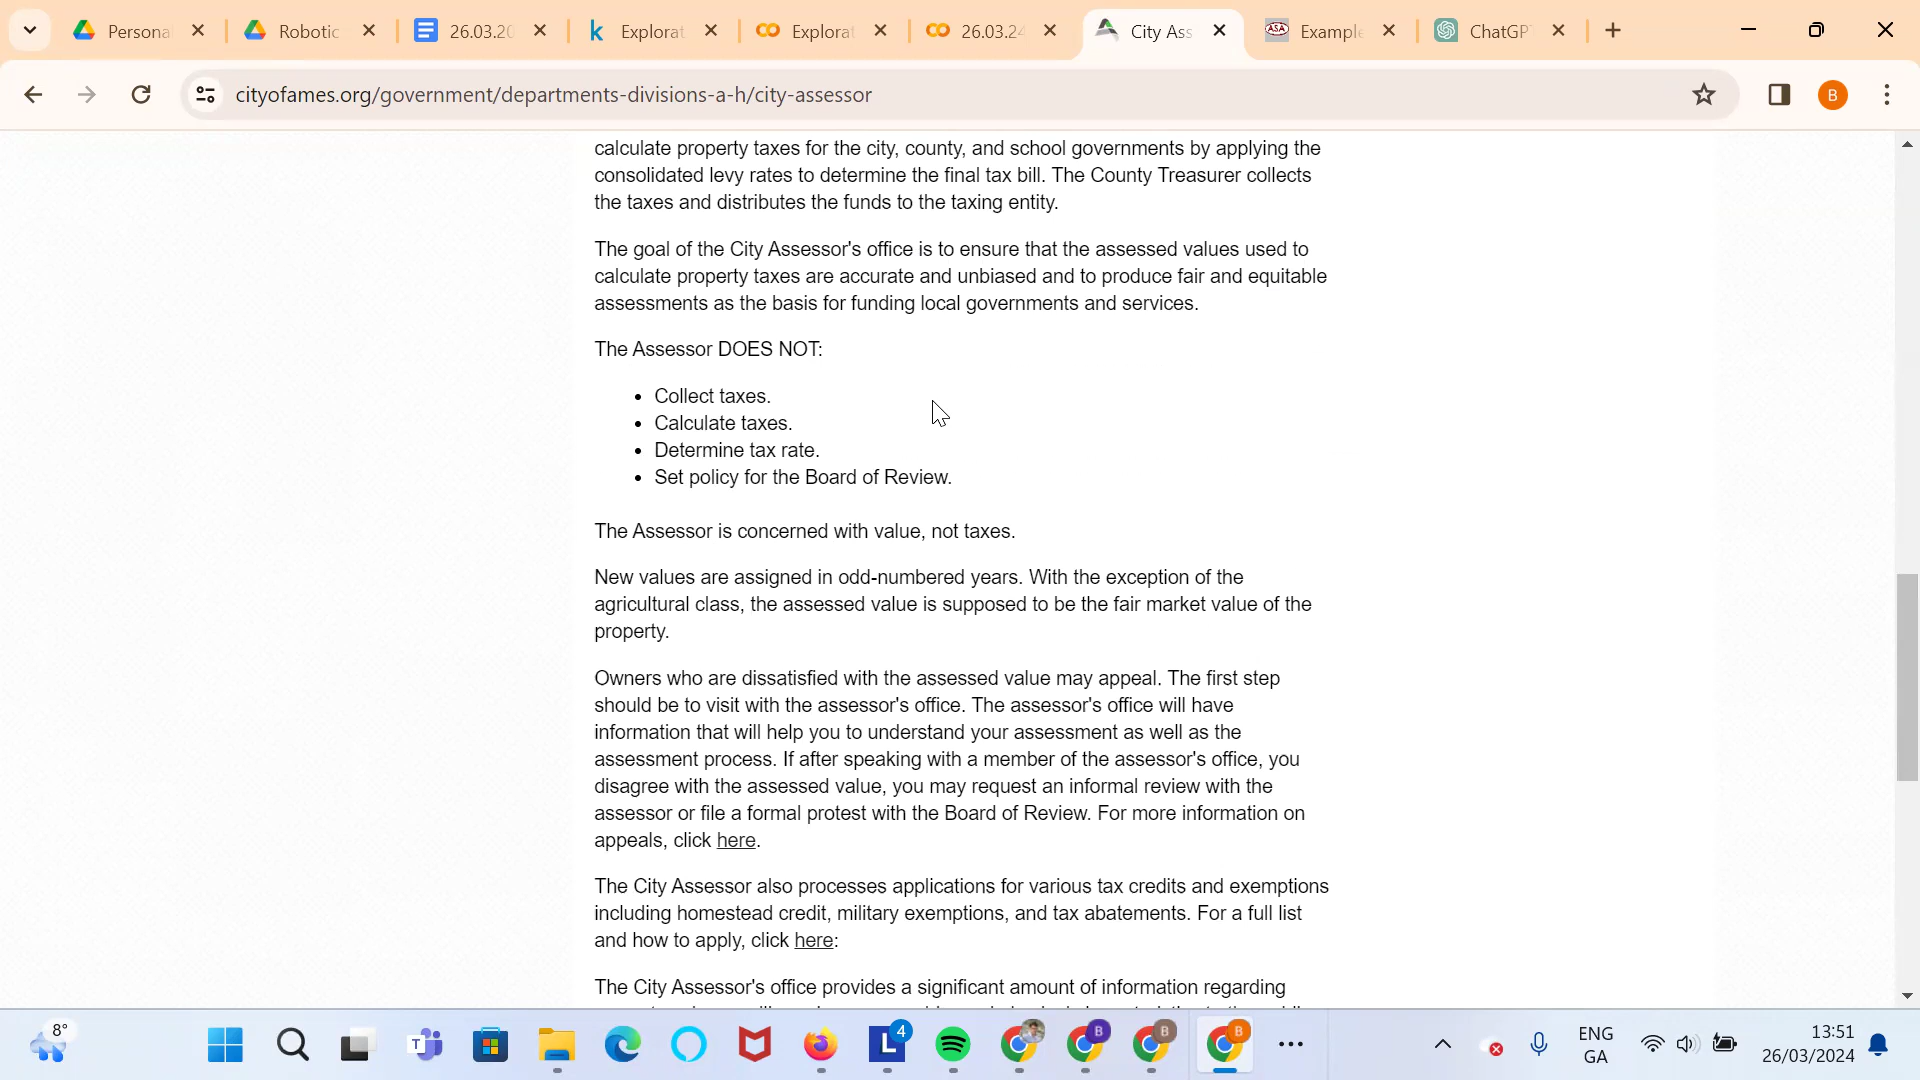 Persona
Robotic
26.03.20
Explorat
Explorat
26.03.24
City Ass
Example
ChatGPT
cityofames.org/government/departments-divisions-a-h/city-assessor
B
calculate property taxes for the city, county, and school governments by applying the
consolidated levy rates to determine the final tax bill. The County Treasurer collects
the taxes and distributes the funds to the taxing entity.
The goal of the City Assessor's office is to ensure that the assessed values used to
calculate property taxes are accurate and unbiased and to produce fair and equitable
assessments as the basis for funding local governments and services.
The Assessor DOES NOT:
• Collect taxes.
• Calculate taxes.
• Determine tax rate.
• Set policy for the Board of Review.
The Assessor is concerned with value, not taxes.
New values are assigned in odd-numbered years. With the exception of the
agricultural class, the assessed value is supposed to be the fair market value of the
property.
Owners who are dissatisfied with the assessed value may appeal. The first step
should be to visit with the assessor's office. The assessor's office will have
information that will help you to understand your assessment as well as the
assessment process. If after speaking with a member of the assessor's office, you
disagree with the assessed value, you may request an informal review with the
assessor or file a formal protest with the Board of Review. For more information on
appeals, click here.
The City Assessor also processes applications for various tax credits and exemptions
including homestead credit, military exemptions, and tax abatements. For a full list
and how to apply, click here:
The City Assessor's office provides a significant amount of information regarding
8°
4
B
B
B
ENG
GA
13:51
26/03/2024